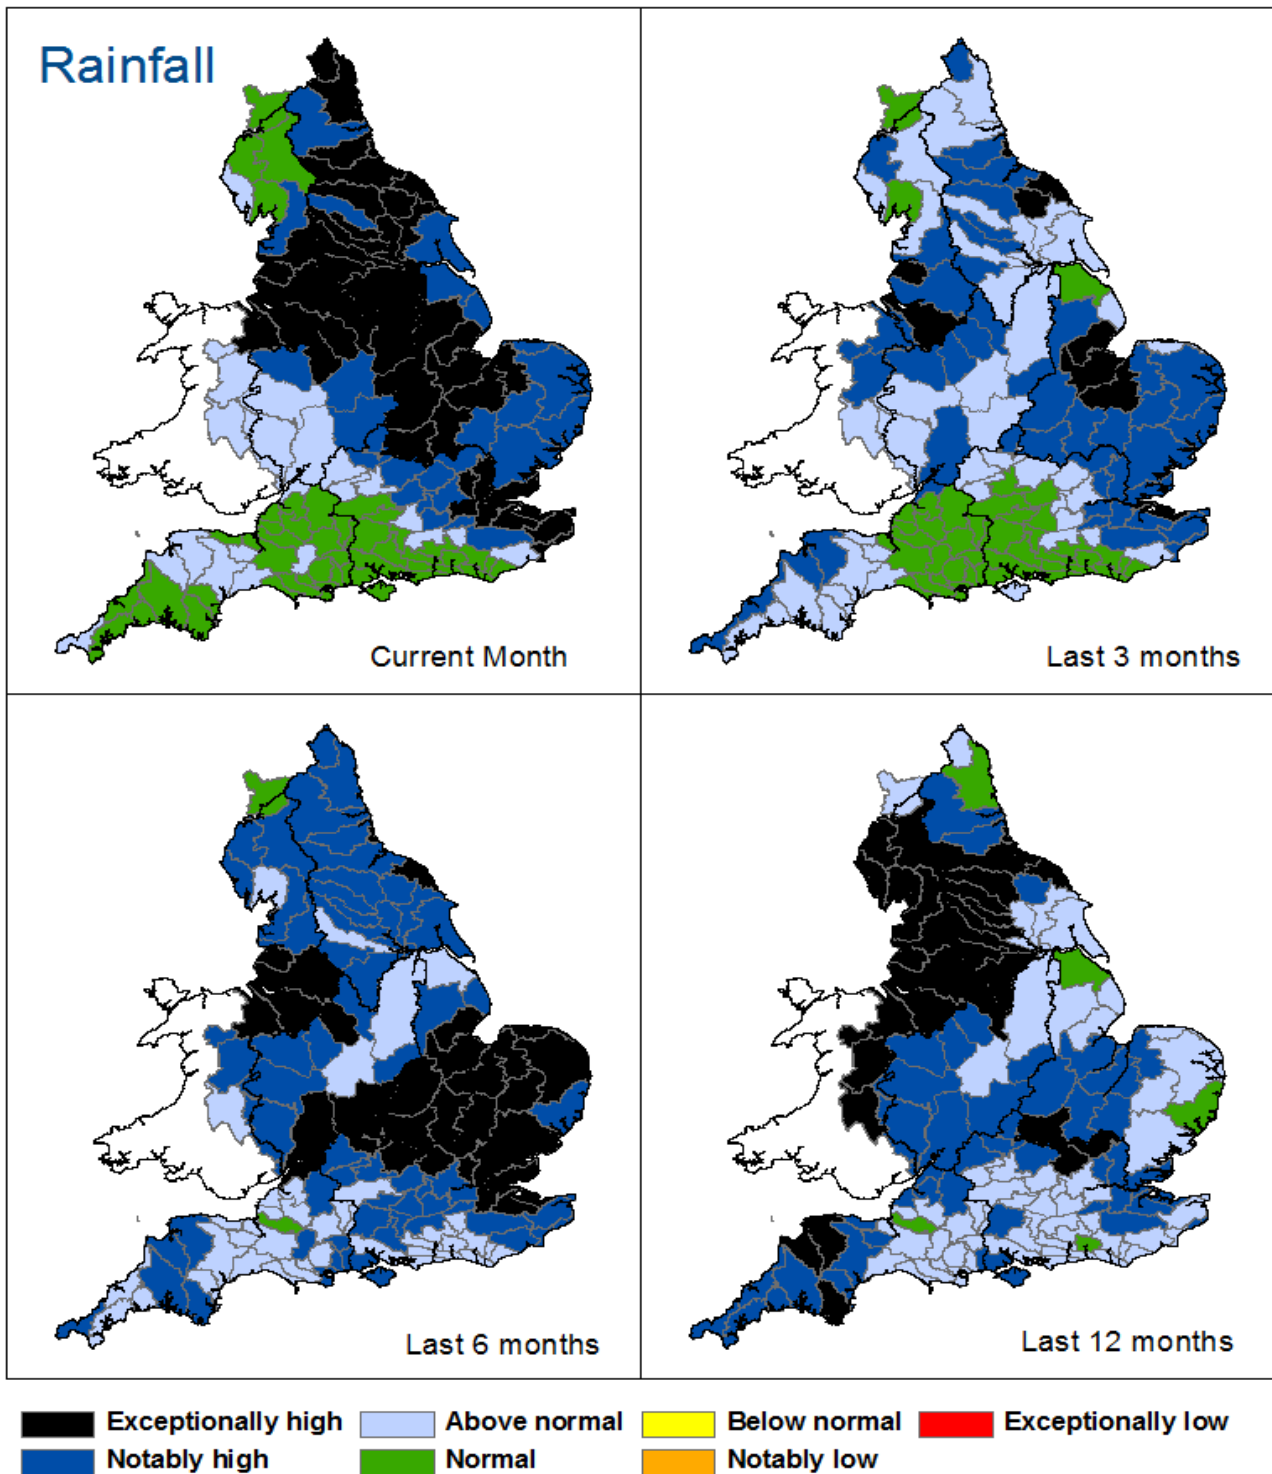 Rainfall
Current Month
Last 3 months
Last 6 months
Last 12 months
Exceptionally high
Above normal
Below normal
Exceptionally low
Notably high
Normal
Notably low